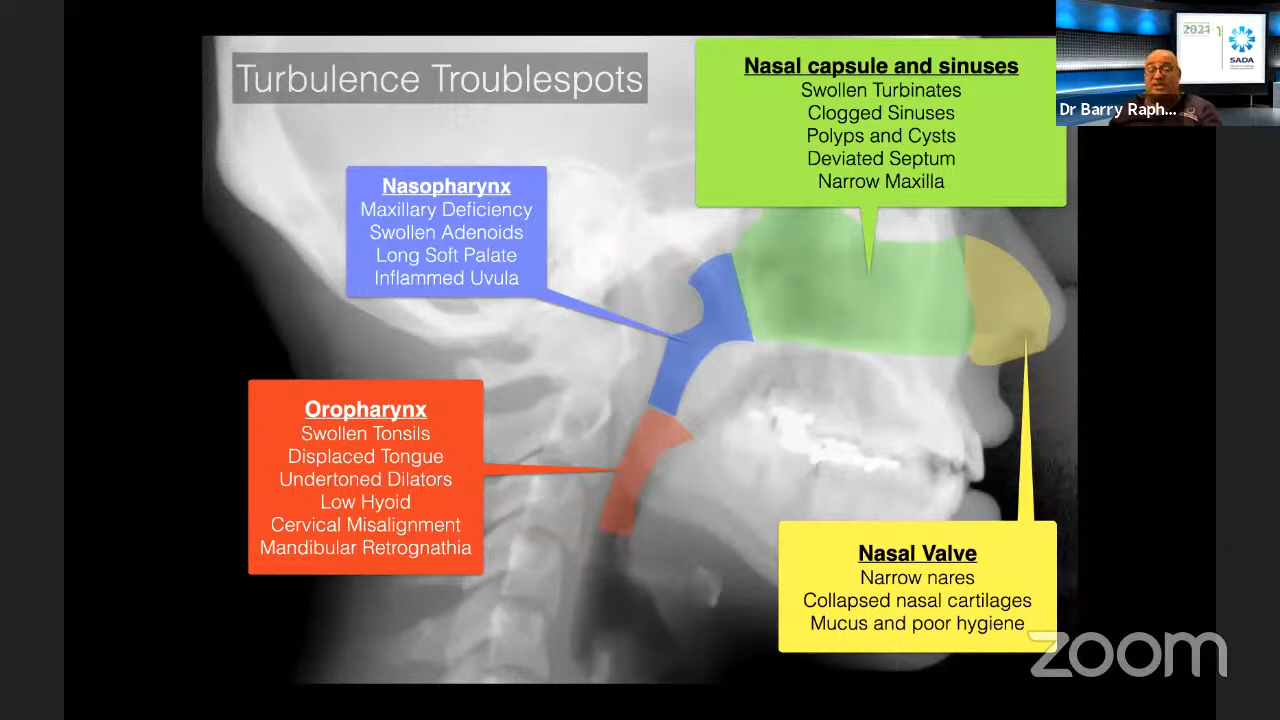 Turbulence Troublespots
Nasal capsule and sinuses
Swollen Turbinates
Clogged Sinuses
Polyps and Cysts
Deviated Septum
Narrow Maxilla
2021
SADA
Dr Barry Raph...
Nasopharynx
Maxillary Deficiency
Swollen Adenoids
Long Soft Palate
Inflammed Uvula
Oropharynx
Swollen Tonsils
Displaced Tongue
Undertoned Dilators
Low Hyoid
Cervical Misalignment
Mandibular Retrognathia
Nasal Valve
Narrow nares
Collapsed nasal cartilages
Mucus and poor hygiene
zoom